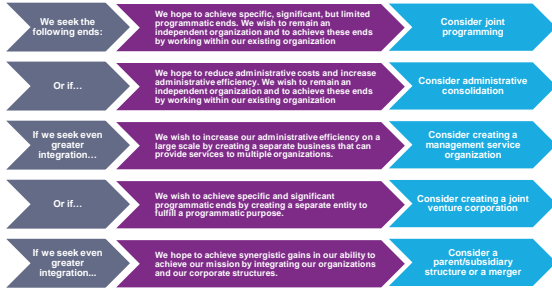 We seek the
following ends:
We hope to achieve specific, significant, but limited
programmatic ends. We wish to remain an
independent organization and to achieve these ends
by working within our existing organization
Consider joint
programming
Or if…
We hope to reduce administrative costs and increase
administrative efficiency. We wish to remain an
independent organization and to achieve these ends
by working within our existing organization
Consider administrative
consolidation
If we seek even
greater
integration…
We wish to increase our administrative efficiency on a
large scale by creating a separate business that can
provide services to multiple organizations.
Consider creating a
management service
organization
Or if…
We wish to achieve specific and significant
programmatic ends by creating a separate entity to
fulfill a programmatic purpose.
Consider creating a joint
venture corporation
If we seek even
greater
integration...
We hope to achieve synergistic gains in our ability to
achieve our mission by integrating our organizations
and our corporate structures.
Consider a
parent/subsidiary
structure or a merger